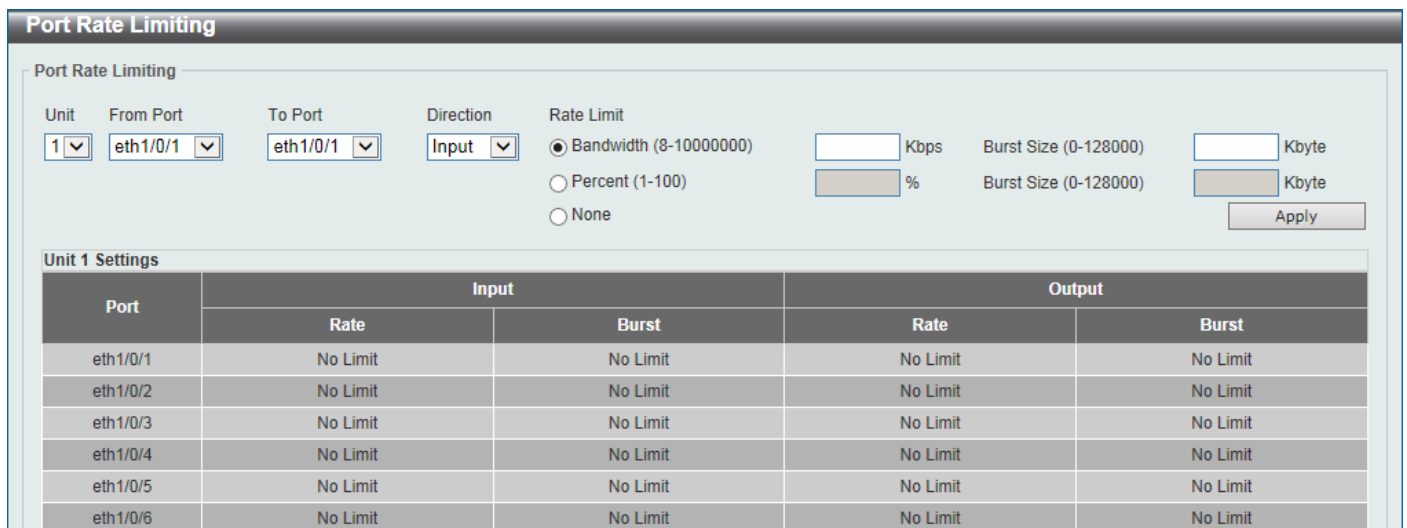 Port Rate Limiting
Port Rate Limiting
Unit From Port To Port Direction Rate Limit
1 eth1/0/1 eth1/0/1 Input Bandwidth (8-10000000) Kbps Burst Size (0-128000) Kbyte
Percent (1-100) % Burst Size (0-128000) Kbyte
None Apply
Unit 1 Settings
Port Input Output
Rate Burst Rate Burst
eth1/0/1 No Limit No Limit No Limit No Limit
eth1/0/2 No Limit No Limit No Limit No Limit
eth1/0/3 No Limit No Limit No Limit No Limit
eth1/0/4 No Limit No Limit No Limit No Limit
eth1/0/5 No Limit No Limit No Limit No Limit
eth1/0/6 No Limit No Limit No Limit No Limit